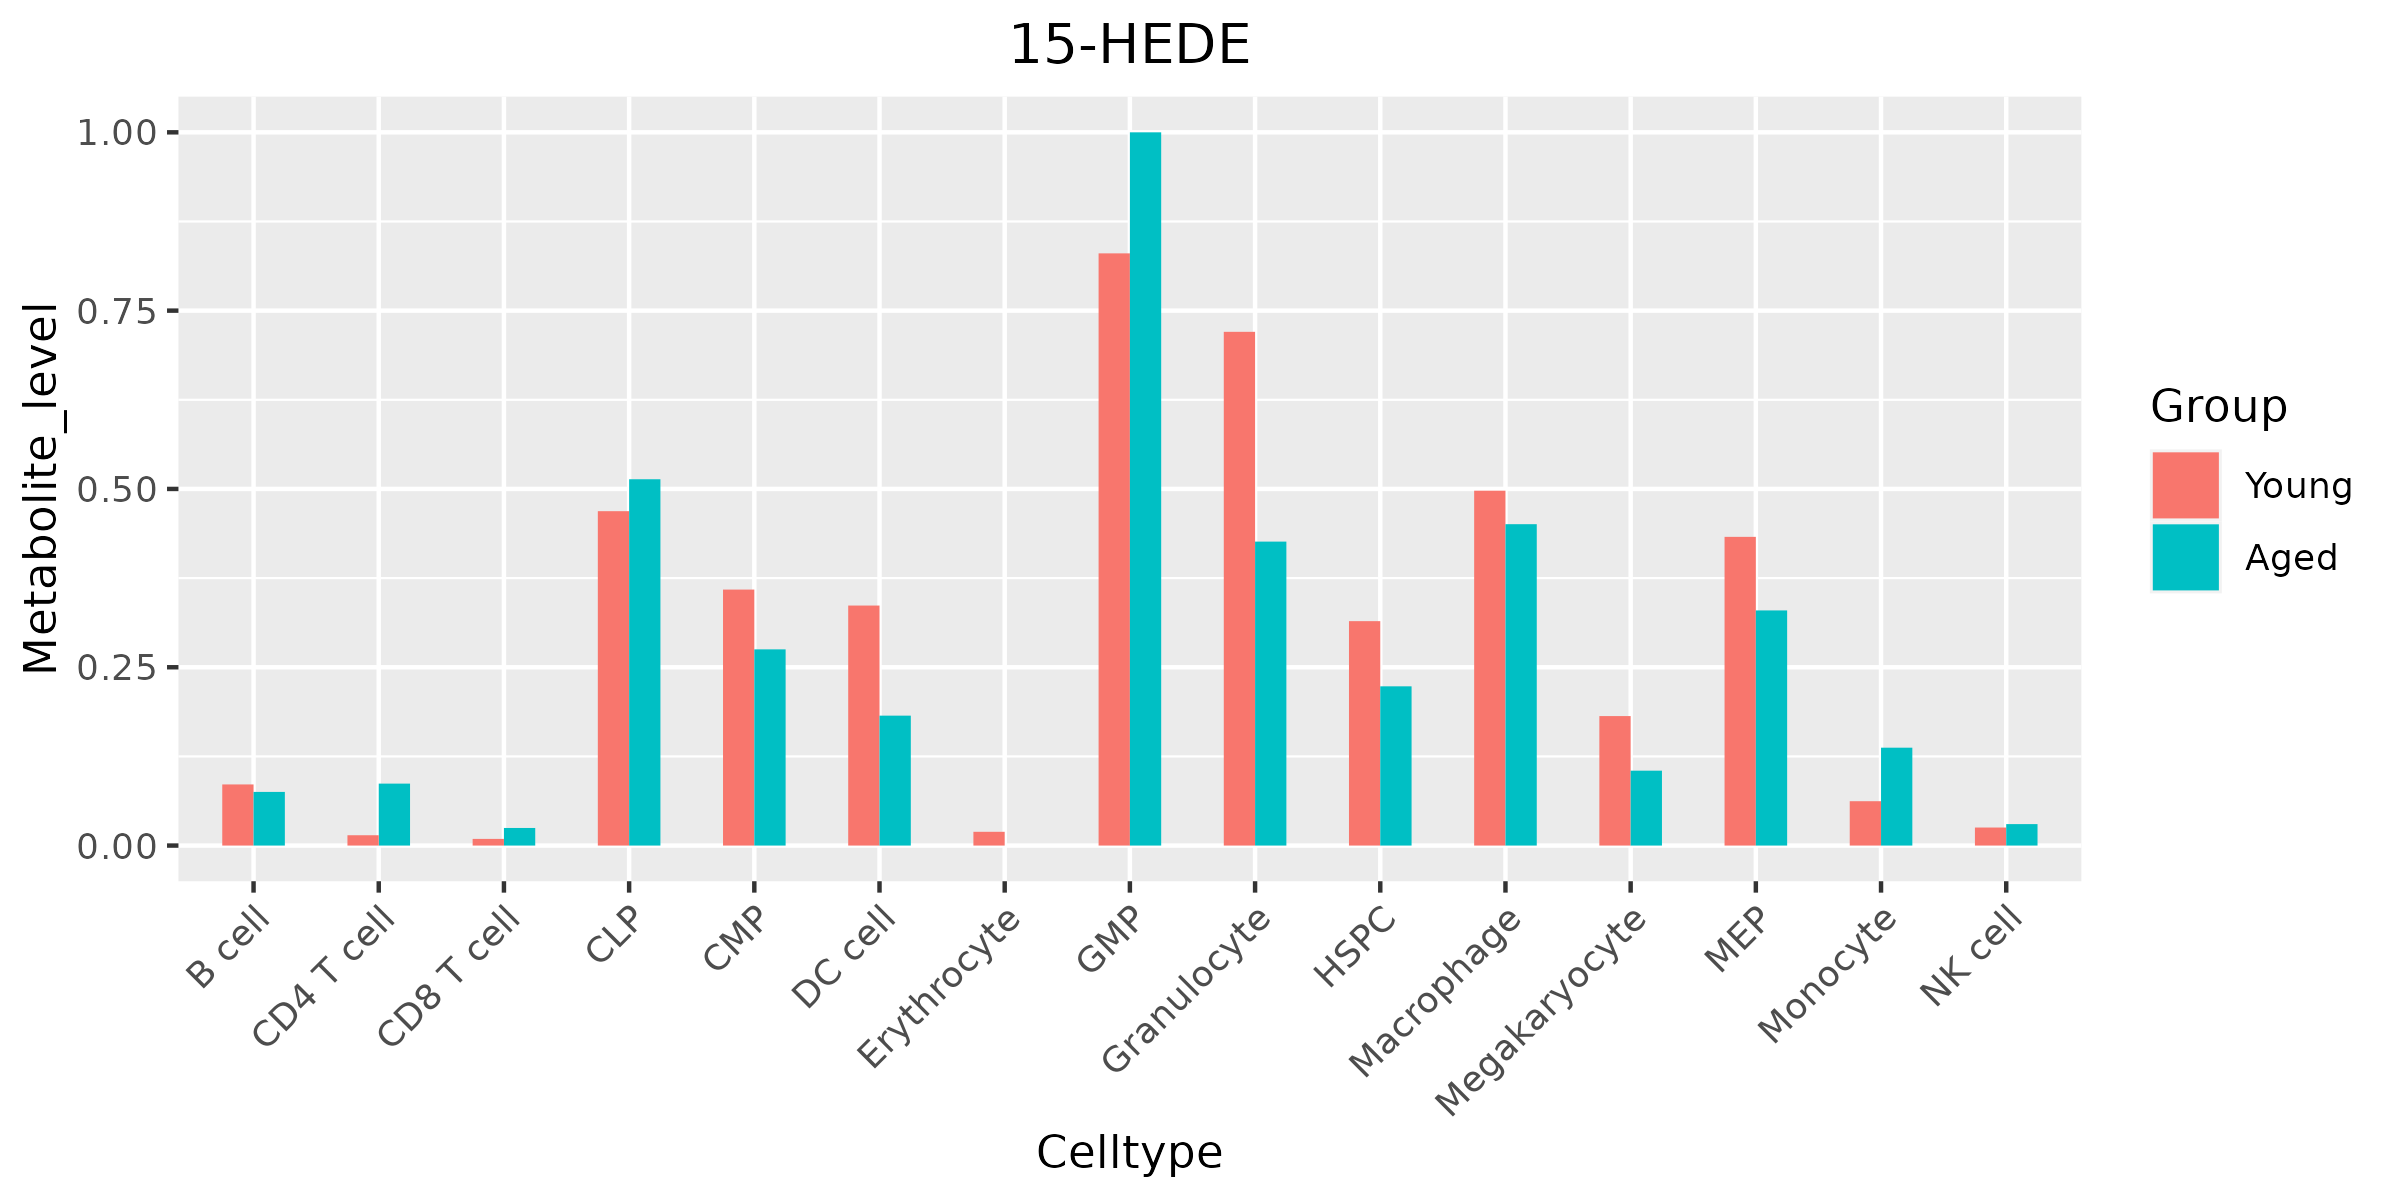 15-HEDE
Metabolite_level
1.00
0.75
0.50
0.25
0.00
B cell
CD4 T cell
CD8 T cell
CLP
CMP
DC cell
Erythrocyte
GMP
Granulocyte
HSPC
Macrophage
Megakaryocyte
MEP
Monocyte
NK cell
Celltype
Group
Young
Aged